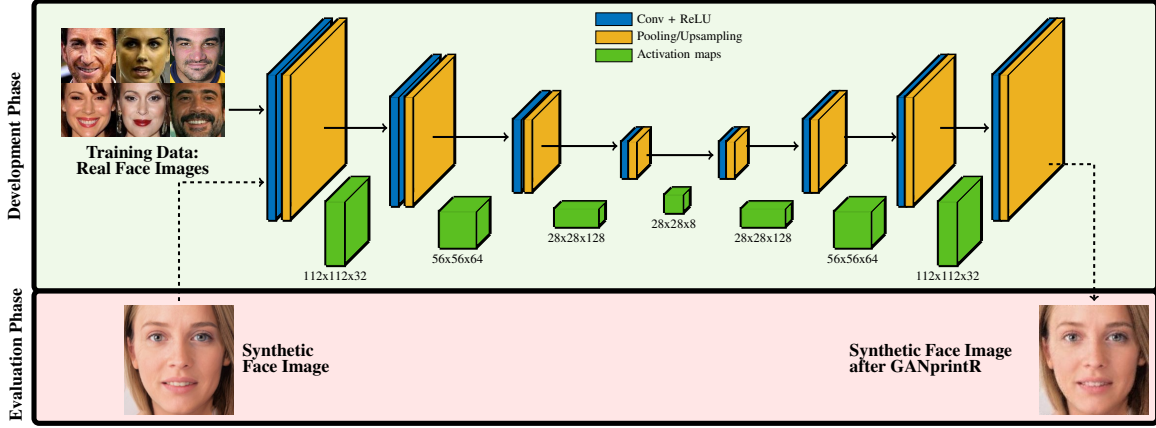 Development Phase
Conv + ReLU
Pooling/Upsampling
Activation maps
Training Data:
Real Face Images
112x112x32
56x56x64
28x28x128
28x28x8
28x28x128
56x56x64
112x112x32
Evaluation Phase
Synthetic
Face Image
Synthetic Face Image
after GANprintR